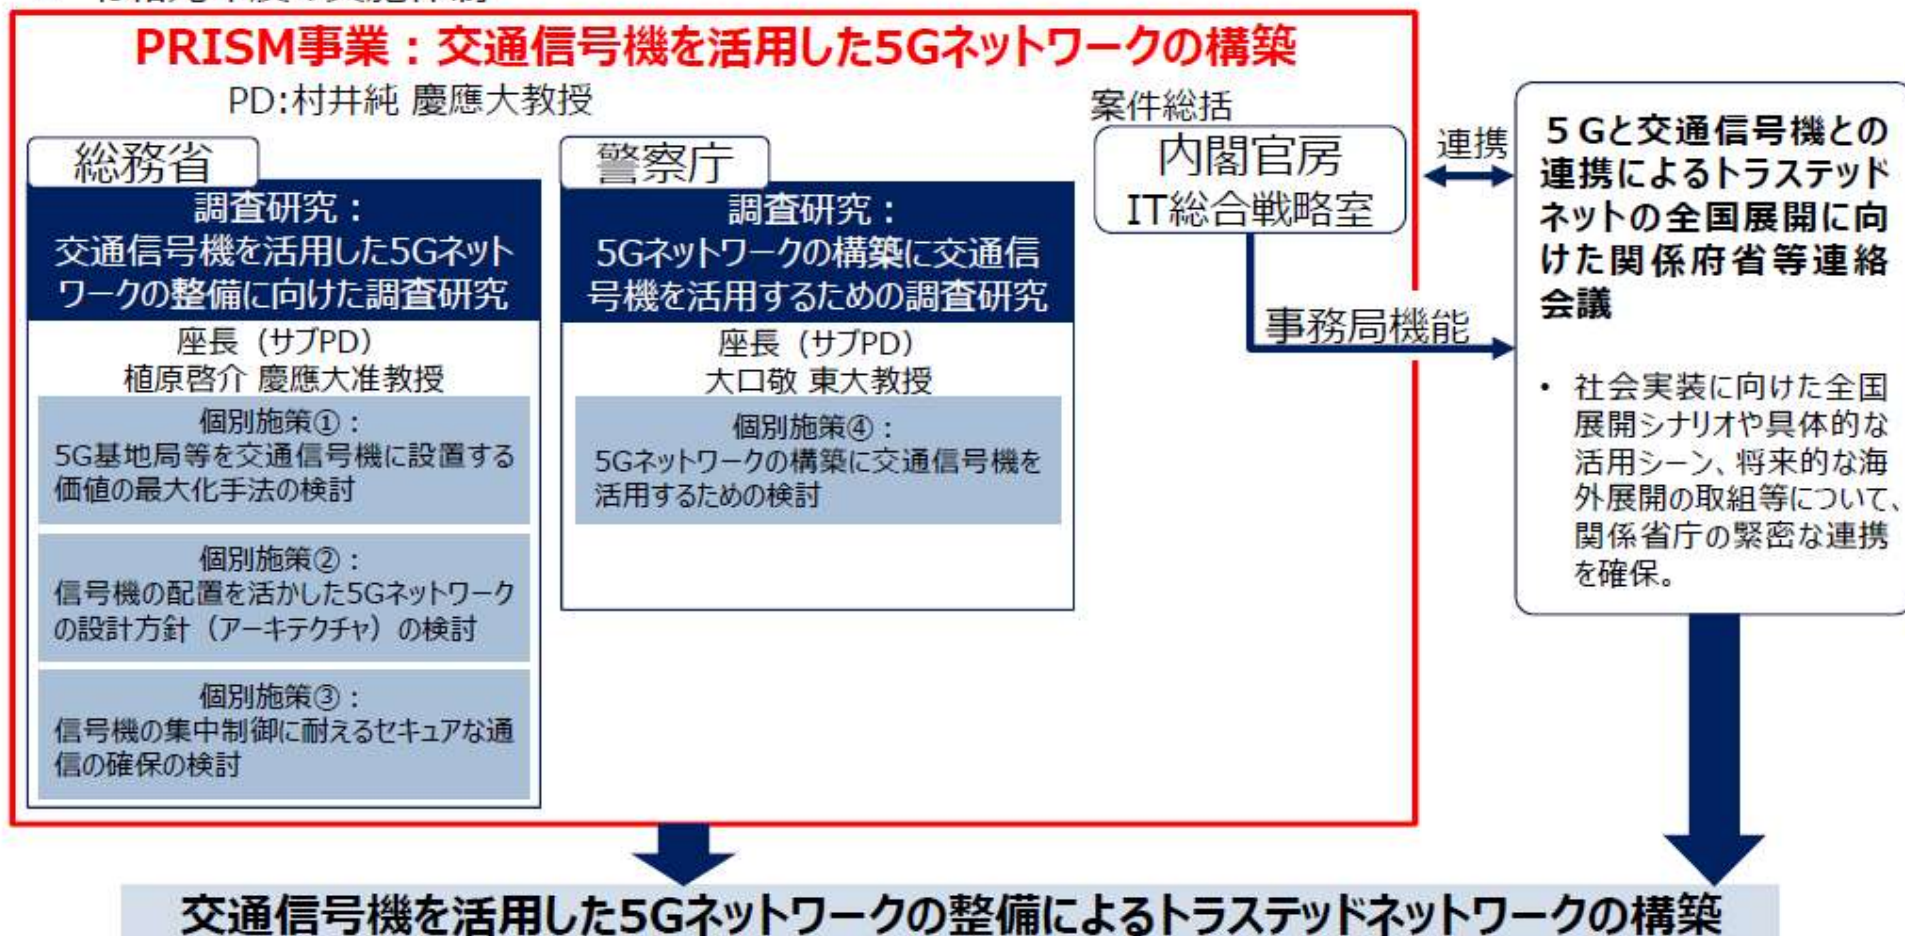 PRISM事業：交通信号機を活用した5Gネットワークの構築
PD:村井純 慶應大教授
総務省
調査研究：
交通信号機を活用した5Gネット
ワークの整備に向けた調査研究
座長（サブPD）
植原啓介 慶應大准教授
個別施策①：
5G基地局等を交通信号機に設置する
価値の最大化手法の検討
個別施策②：
信号機の配置を活かした5Gネットワーク
の設計方針（アーキテクチャ）の検討
個別施策③：
信号機の集中制御に耐えるセキュアな通
信の確保の検討
警察庁
調査研究：
5Gネットワークの構築に交通信
号機を活用するための調査研究
座長（サブPD）
大口敬 東大教授
個別施策④：
5Gネットワークの構築に交通信号機を
活用するための検討
案件総括
内閣官房
IT総合戦略室
連携
事務局機能
５Gと交通信号機との
連携によるトラステッド
ネットの全国展開に向
けた関係府省等連絡
会議
• 社会実装に向けた全国
展開シナリオや具体的な
活用シーン、将来的な海
外展開の取組等について、
関係省庁の緊密な連携
を確保。
交通信号機を活用した5Gネットワークの整備によるトラステッドネットワークの構築